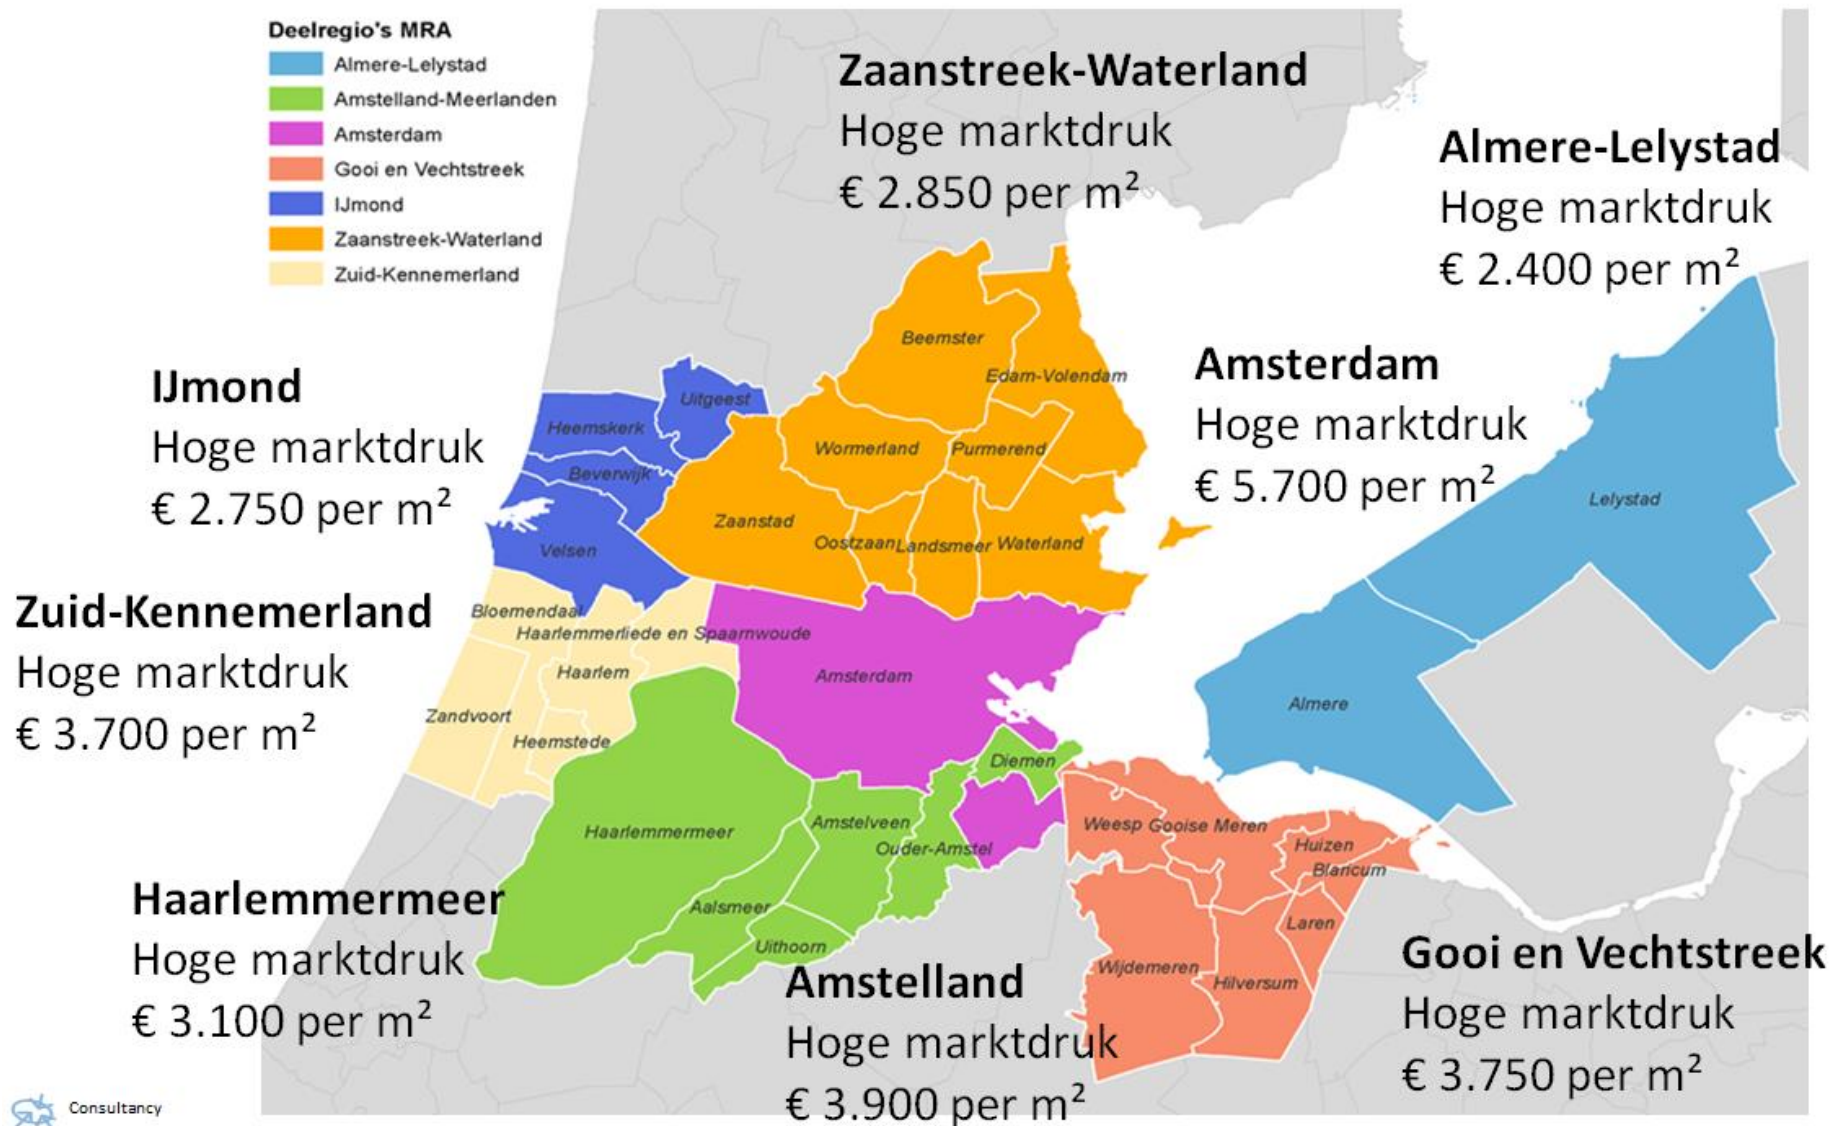 Deelregio's MRA
Almere-Lelystad
Amstelland-Meerlanden
Amsterdam
Gooi en Vechtstreek
IJmond
Zaanstreek-Waterland
Zuid-Kennemerland
Zaanstreek-Waterland
Hoge marktdruk
€ 2.850 per m²
Almere-Lelystad
Hoge marktdruk
€ 2.400 per m²
IJmond
Hoge marktdruk
€ 2.750 per m²
Amsterdam
Hoge marktdruk
€ 5.700 per m²
Zuid-Kennemerland
Hoge marktdruk
€ 3.700 per m²
Haarlemmermeer
Hoge marktdruk
€ 3.100 per m²
Amstelland
Hoge marktdruk
€ 3.900 per m²
Gooi en Vechtstreek
Hoge marktdruk
€ 3.750 per m²
Beemster
Edam-Volendam
Uitgeest
Heemskerk
Wormerland
Purmerend
Beverwijk
Lelystad
Zaanstad
Oostzaan
Landsmeer
Waterland
Velsen
Bloemendaal
Haarlemmerliede en Spaarnwoude
Haarlem
Amsterdam
Zandvoort
Heemstede
Almere
Diemen
Haarlemmermeer
Amstelveen
Ouder-Amstel
Weesp
Gooise Meren
Huizen
Blaricum
Aalsmeer
Laren
Uithoorn
Wijdemeren
Hilversum
Consultancy